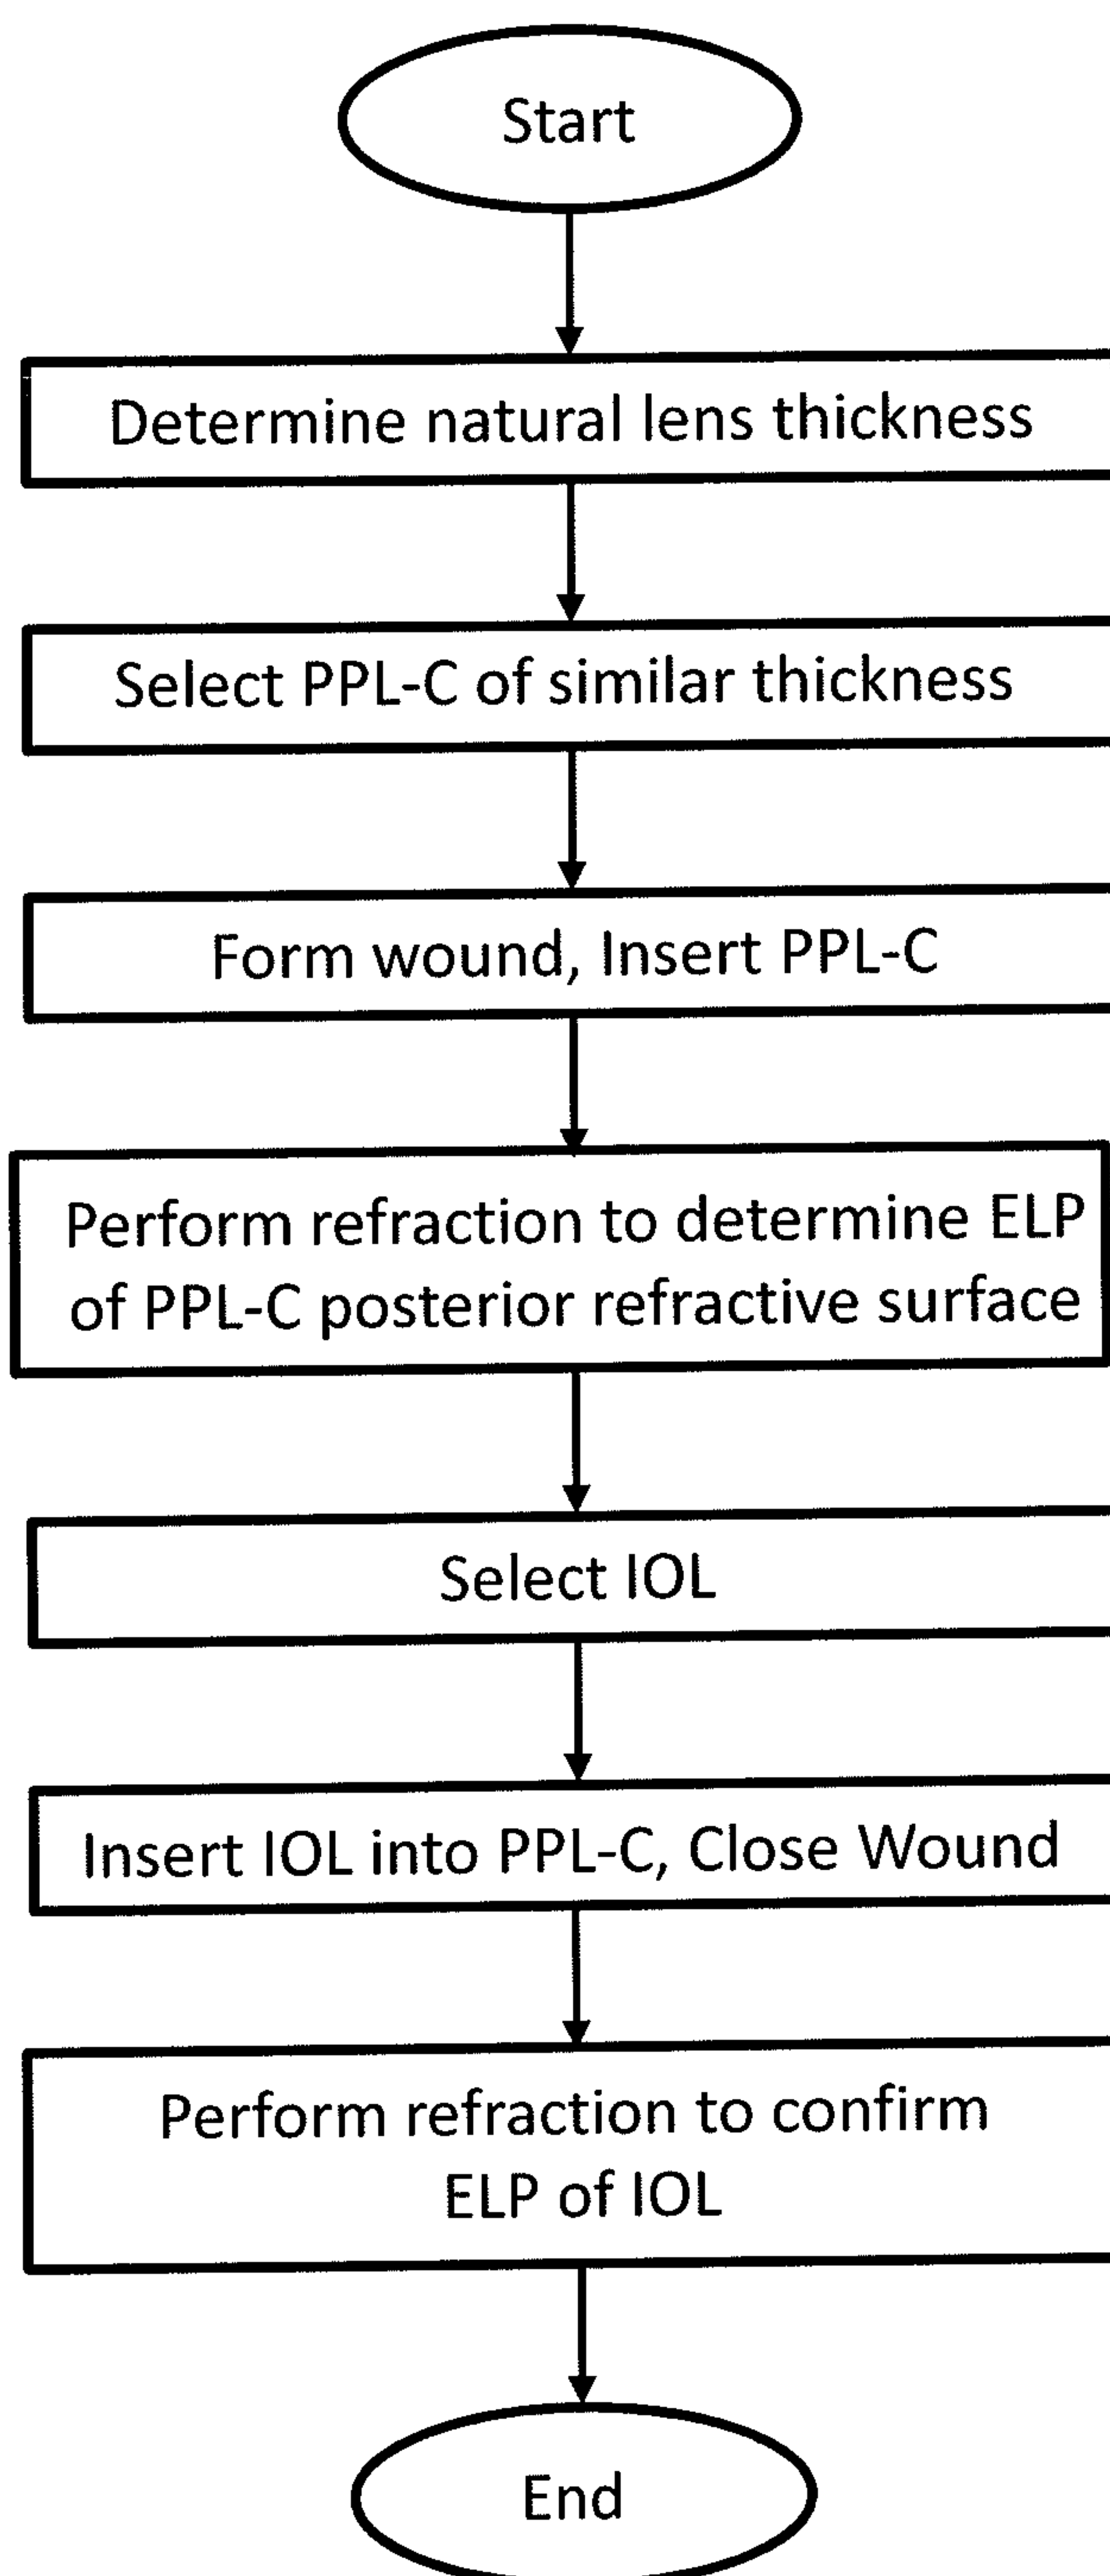 Start
Determine natural lens thickness
Select PPL-C of similar thickness
Form wound, Insert PPL-C
Perform refraction to determine ELP
of PPL-C posterior refractive surface
Select IOL
Insert IOL into PPL-C, Close Wound
Perform refraction to confirm
ELP of IOL
End